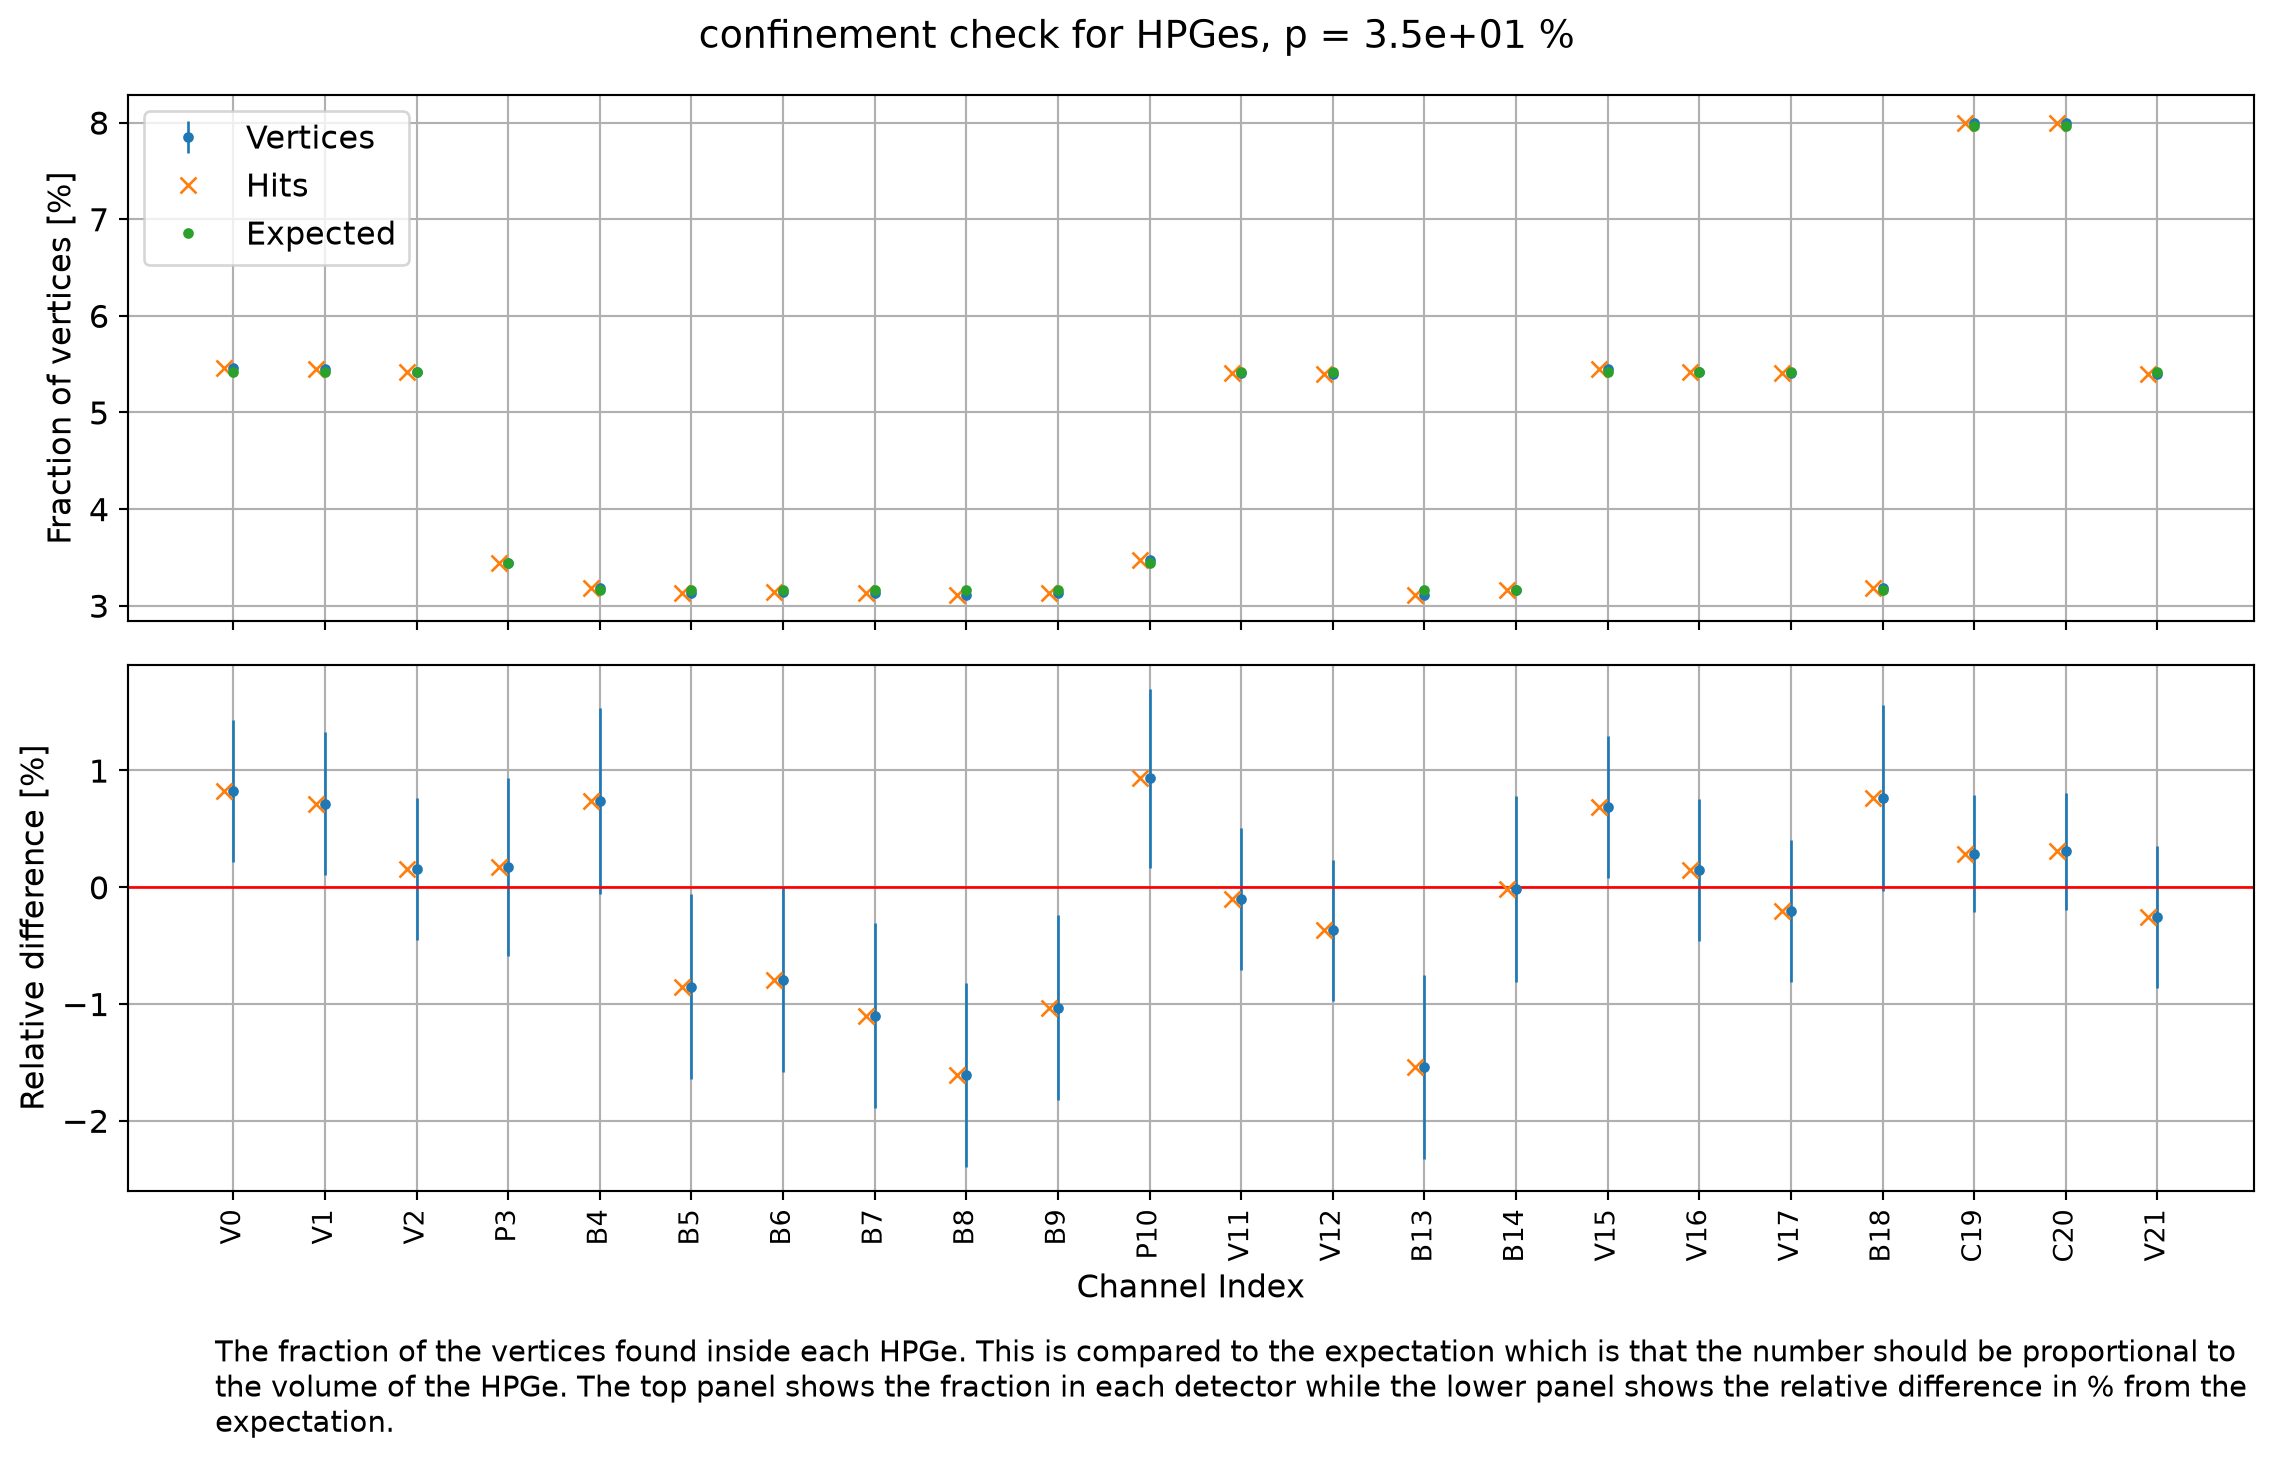 confinement check for HPGes, p = 3.5e+01 %
Fraction of vertices [%]
8
7
6
5
4
3
Vertices
Hits
Expected
Relative difference [%]
1
0
−1
−2
V0
V1
V2
P3
B4
B5
B6
B7
B8
B9
P10
V11
V12
B13
B14
V15
V16
V17
B18
C19
C20
V21
Channel Index
The fraction of the vertices found inside each HPGe. This is compared to the expectation which is that the number should be proportional to
the volume of the HPGe. The top panel shows the fraction in each detector while the lower panel shows the relative difference in % from the
expectation.